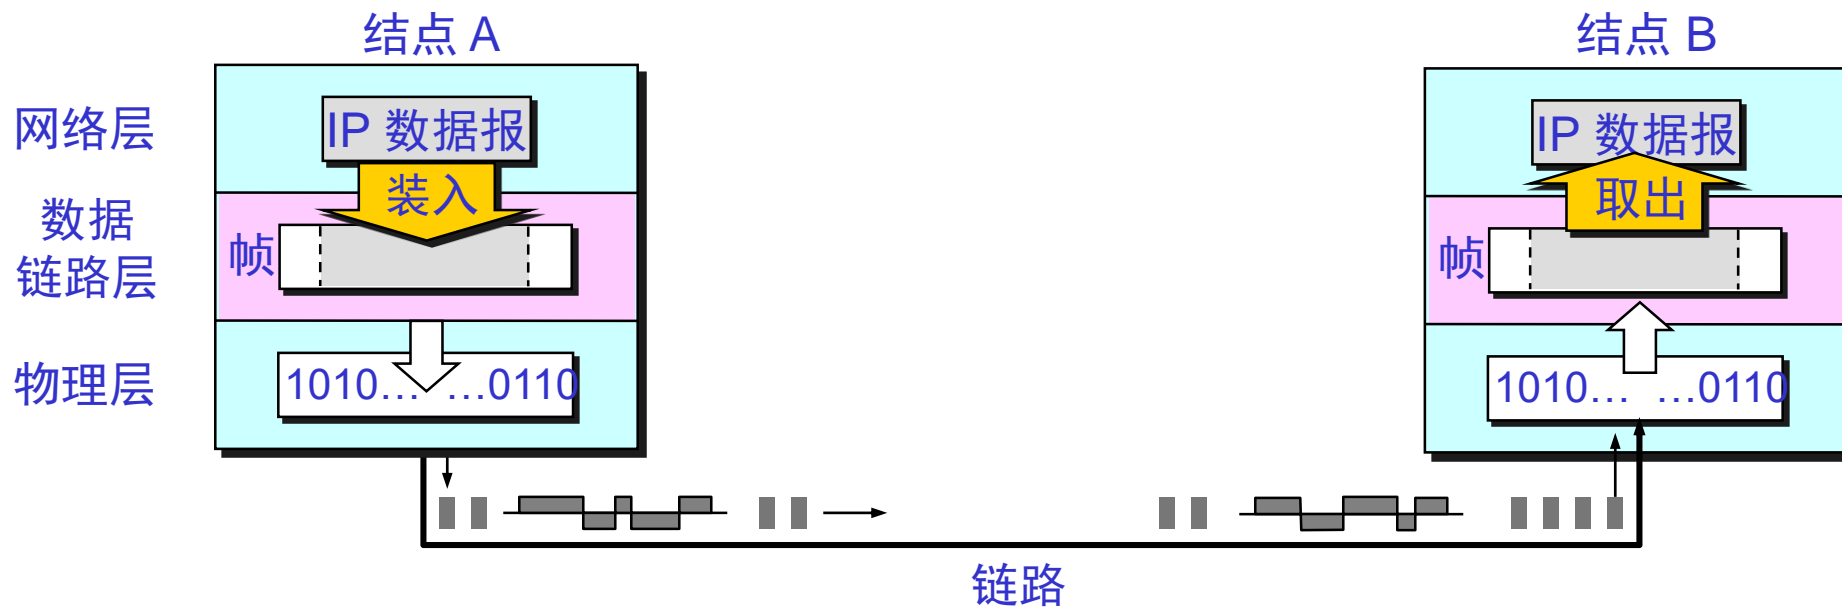 结点 A
结点 B
网络层
IP 数据报
IP 数据报
装入
取出
数据
链路层
帧
帧
物理层
1010… …0110
1010… …0110
链路